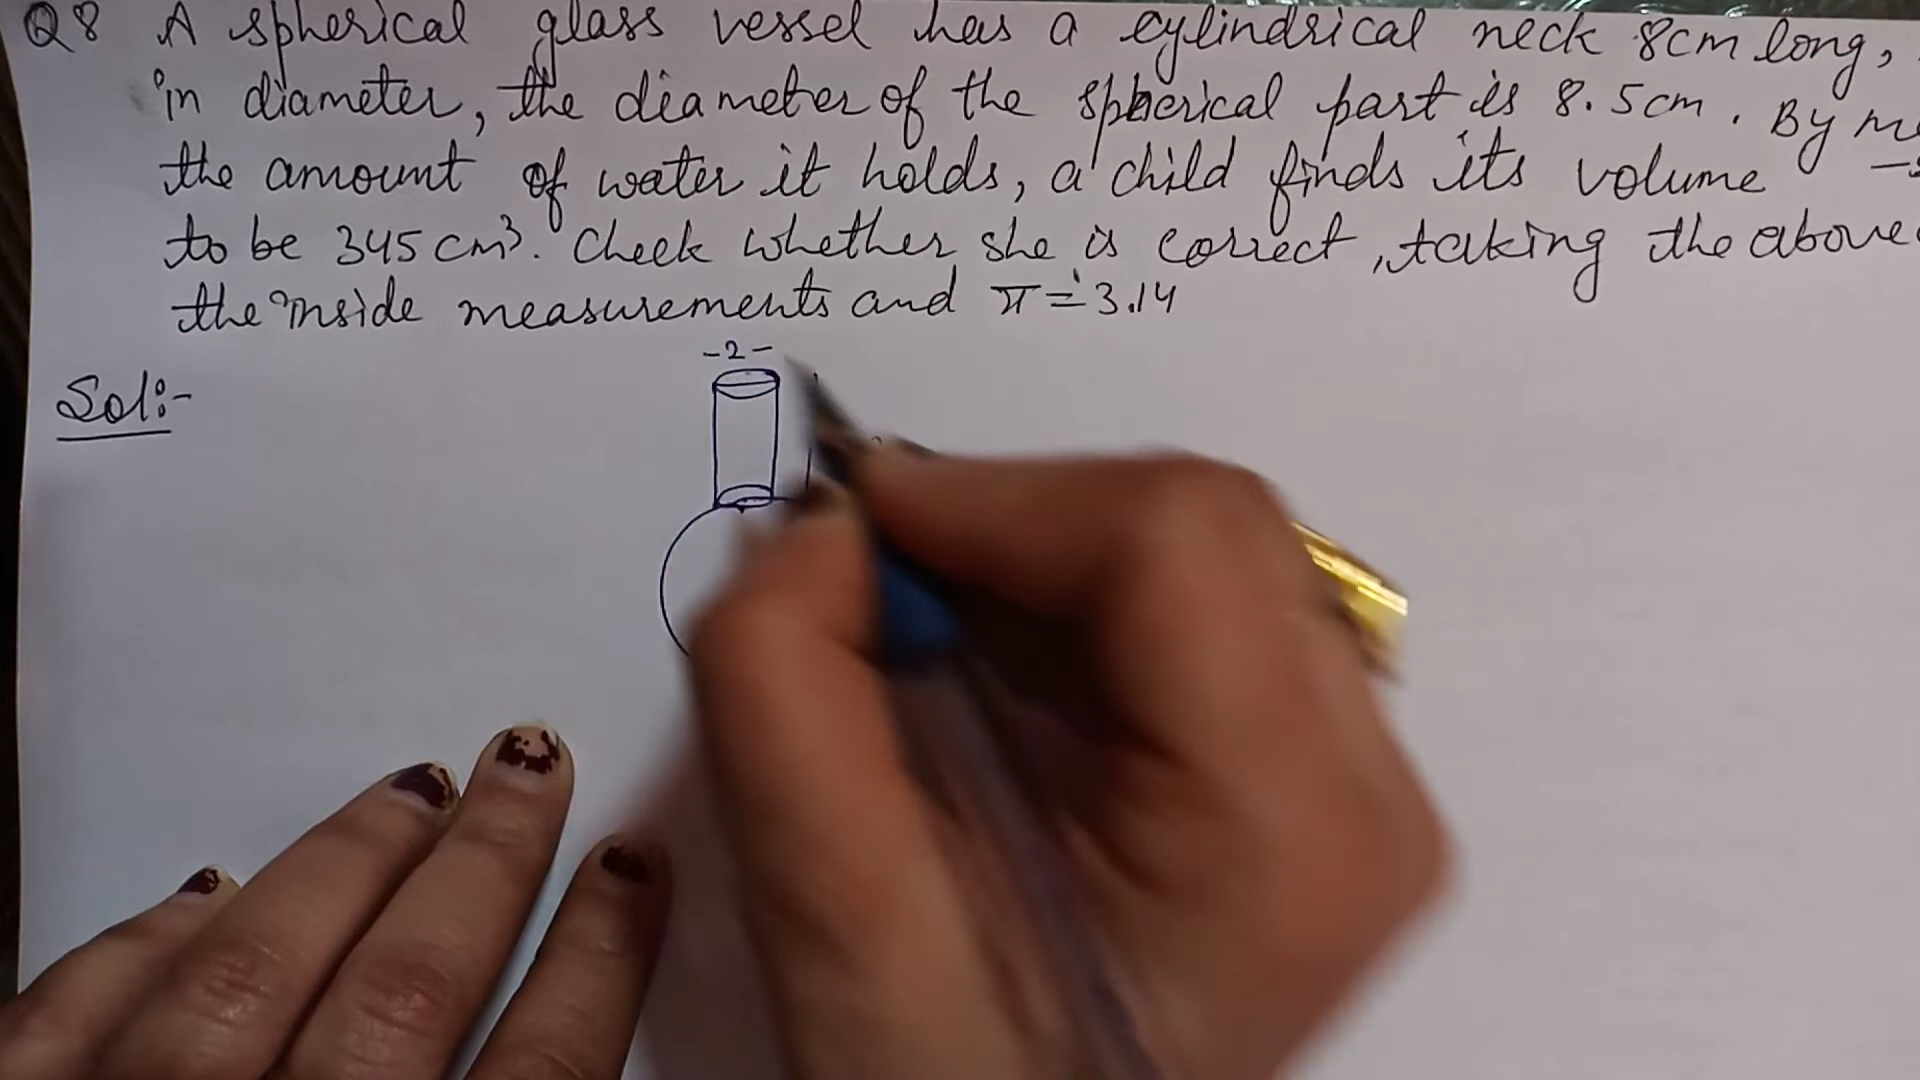 Q8 A spherical glass vessel has a cylindrical neck 8cm long,
in diameter, the diameter of the spherical part is 8.5cm. By
the amount of water it holds, a child finds its volume
to be 345 cm³. Check whether she is correct, taking the above
the inside measurements and π = 3.14
-2-
Sol:-